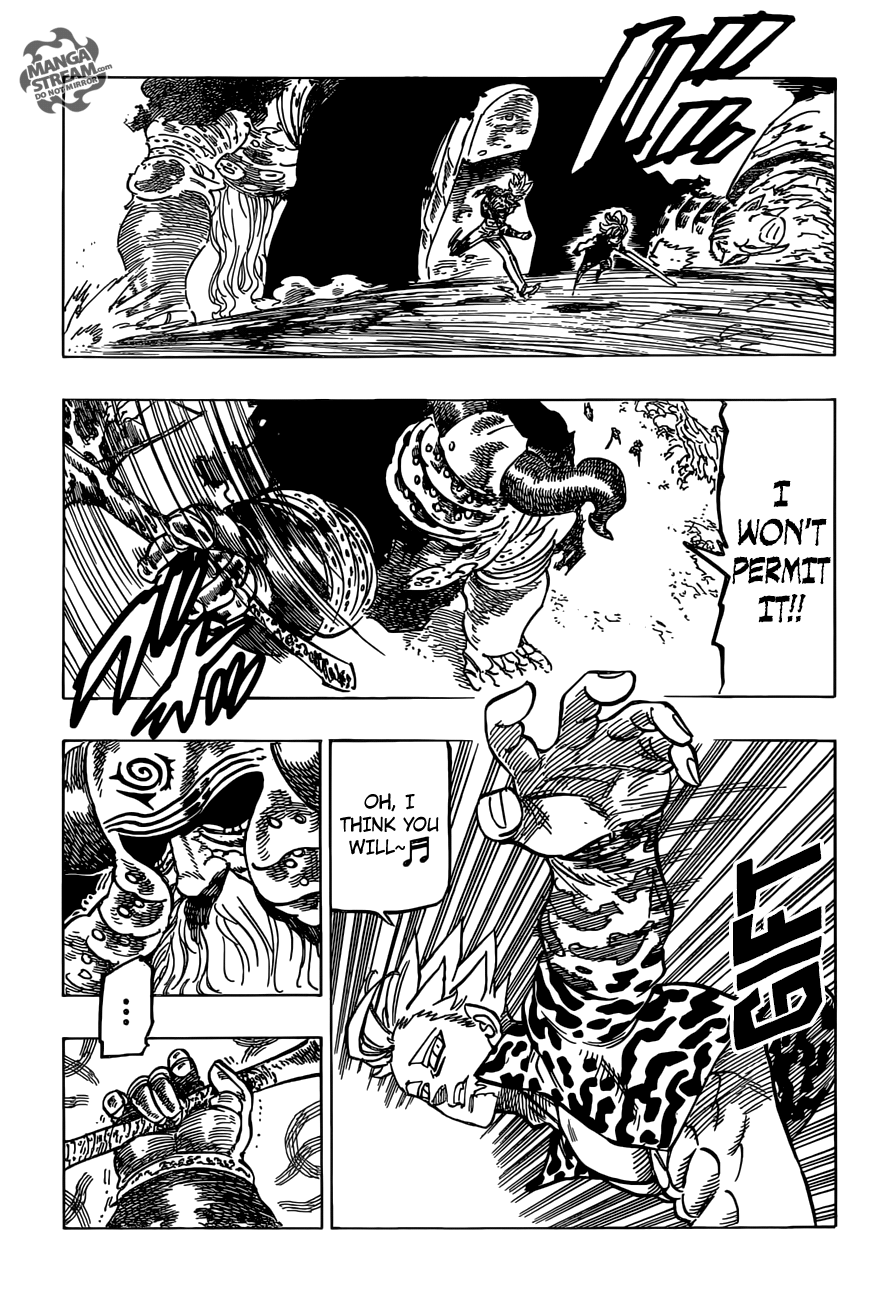 MANGA
STREAM.com
DO NOT MIRROR
I
WON'T
PERMIT
IT!!
OH, I
THINK YOU
WILL~♫
GIFT
...